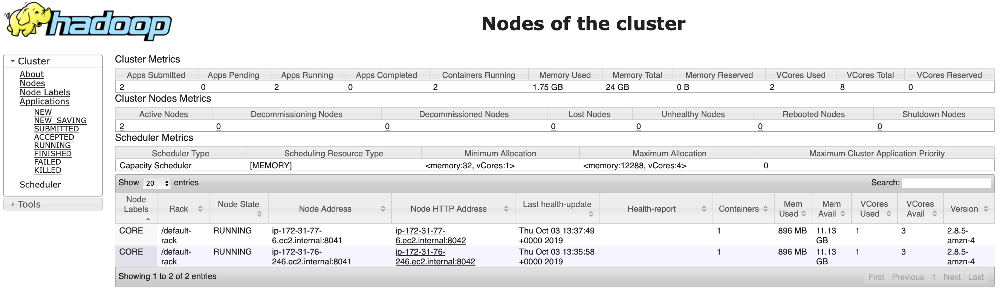 hadoop
Nodes of the cluster
Cluster
About
Nodes
Node Labels
Applications
NEW
NEW_SAVING
SUBMITTED
ACCEPTED
RUNNING
FINISHED
FAILED
KILLED
Scheduler
Tools
Cluster Metrics
Apps Submitted Apps Pending Apps Running Apps Completed Containers Running Memory Used Memory Total Memory Reserved VCores Used VCores Total VCores Reserved
2 0 2 0 2 1.75 GB 24 GB 0 B 2 8 0
Cluster Nodes Metrics
Active Nodes Decommissioning Nodes Decommissioned Nodes Lost Nodes Unhealthy Nodes Rebooted Nodes Shutdown Nodes
2 0 0 0 0 0 0
Scheduler Metrics
Scheduler Type Scheduling Resource Type Minimum Allocation Maximum Allocation Maximum Cluster Application Priority
Capacity Scheduler [MEMORY] <memory:32, vCores:1> <memory:12288, vCores:4> 0
Show 20 entries Search:
Node Labels Rack Node State Node Address Node HTTP Address Last health-update Health-report Containers Mem Used Mem Avail VCores Used VCores Avail Version
CORE /default- RUNNING ip-172-31-77- ip-172-31-77- Thu Oct 03 13:37:49 1 896 MB 11.13 1 3 2.8.5-
rack 6.ec2.internal:8041 6.ec2.internal:8042 +0000 2019 GB amzn-4
CORE /default- RUNNING ip-172-31-76- ip-172-31-76- Thu Oct 03 13:35:58 1 896 MB 11.13 1 3 2.8.5-
rack 246.ec2.internal:8041 246.ec2.internal:8042 +0000 2019 GB amzn-4
Showing 1 to 2 of 2 entries First Previous 1 Next Last